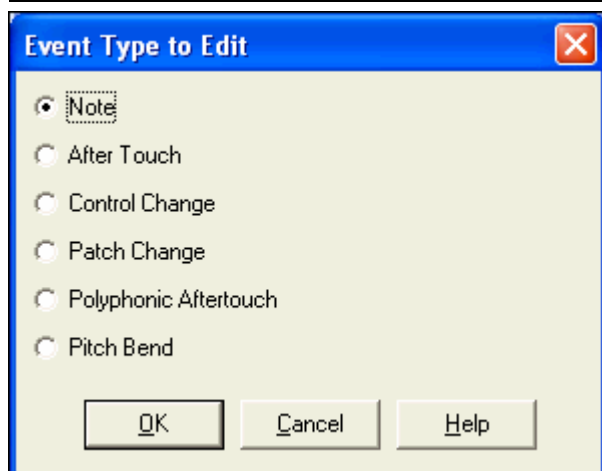 Event Type to Edit
Note
After Touch
Control Change
Patch Change
Polyphonic Aftertouch
Pitch Bend
OK Cancel Help